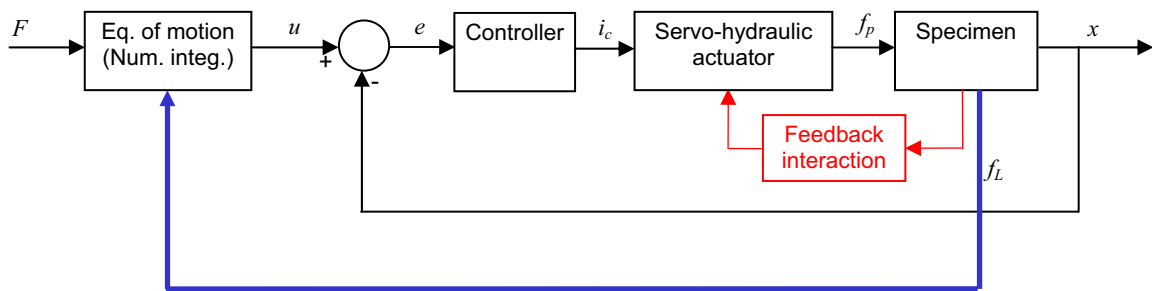 F
Eq. of motion
(Num. integ.)
u
+
-
e
Controller
i_c
Servo-hydraulic
actuator
f_p
Specimen
x
Feedback
interaction
f_L